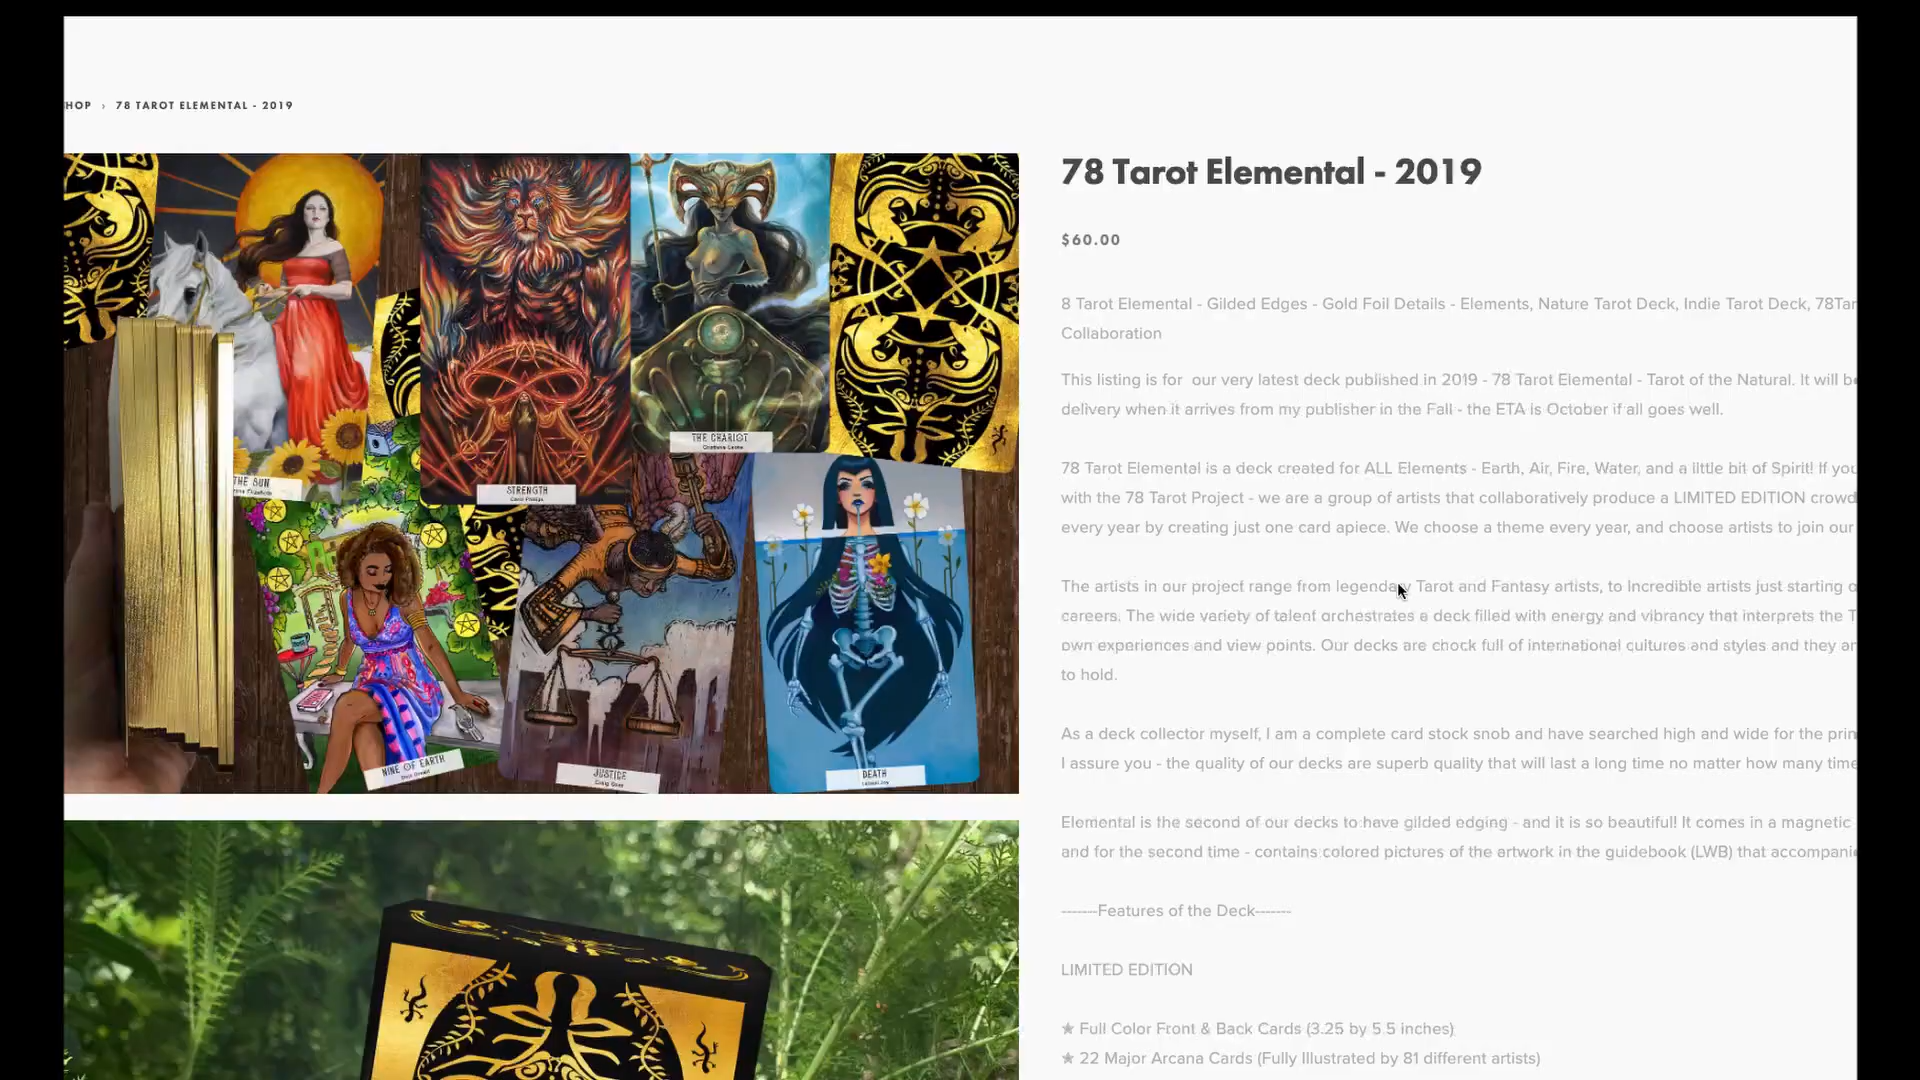 HOP › 78 TAROT ELEMENTAL - 2019
78 Tarot Elemental - 2019
$60.00
8 Tarot Elemental - Gilded Edges - Gold Foil Details - Elements, Nature Tarot Deck, Indie Tarot Deck, 78Tar
Collaboration
This listing is for our very latest deck published in 2019 - 78 Tarot Elemental - Tarot of the Natural. It will b
delivery when it arrives from my publisher in the Fall - the ETA is October if all goes well.
78 Tarot Elemental is a deck created for ALL Elements - Earth, Air, Fire, Water, and a little bit of Spirit! If you
with the 78 Tarot Project - we are a group of artists that collaboratively produce a LIMITED EDITION crowd
every year by creating just one card apiece. We choose a theme every year, and choose artists to join our
The artists in our project range from legendary Tarot and Fantasy artists, to Incredible artists just starting
careers. The wide variety of talent orchestrates a deck filled with energy and vibrancy that interprets the T
own experiences and view points. Our decks are chock full of international cultures and styles and they ar
to hold.
As a deck collector myself, I am a complete card stock snob and have searched high and wide for the prin
I assure you - the quality of our decks are superb quality that will last a long time no matter how many time
Elemental is the second of our decks to have gilded edging - and it is so beautiful! It comes in a magnetic
and for the second time - contains colored pictures of the artwork in the guidebook (LWB) that accompani
-------Features of the Deck-------
LIMITED EDITION
★ Full Color Front & Back Cards (3.25 by 5.5 inches)
★ 22 Major Arcana Cards (Fully Illustrated by 81 different artists)
THE SUN
STRENGTH
THE CHARIOT
NINE OF EARTH
JUSTICE
DEATH